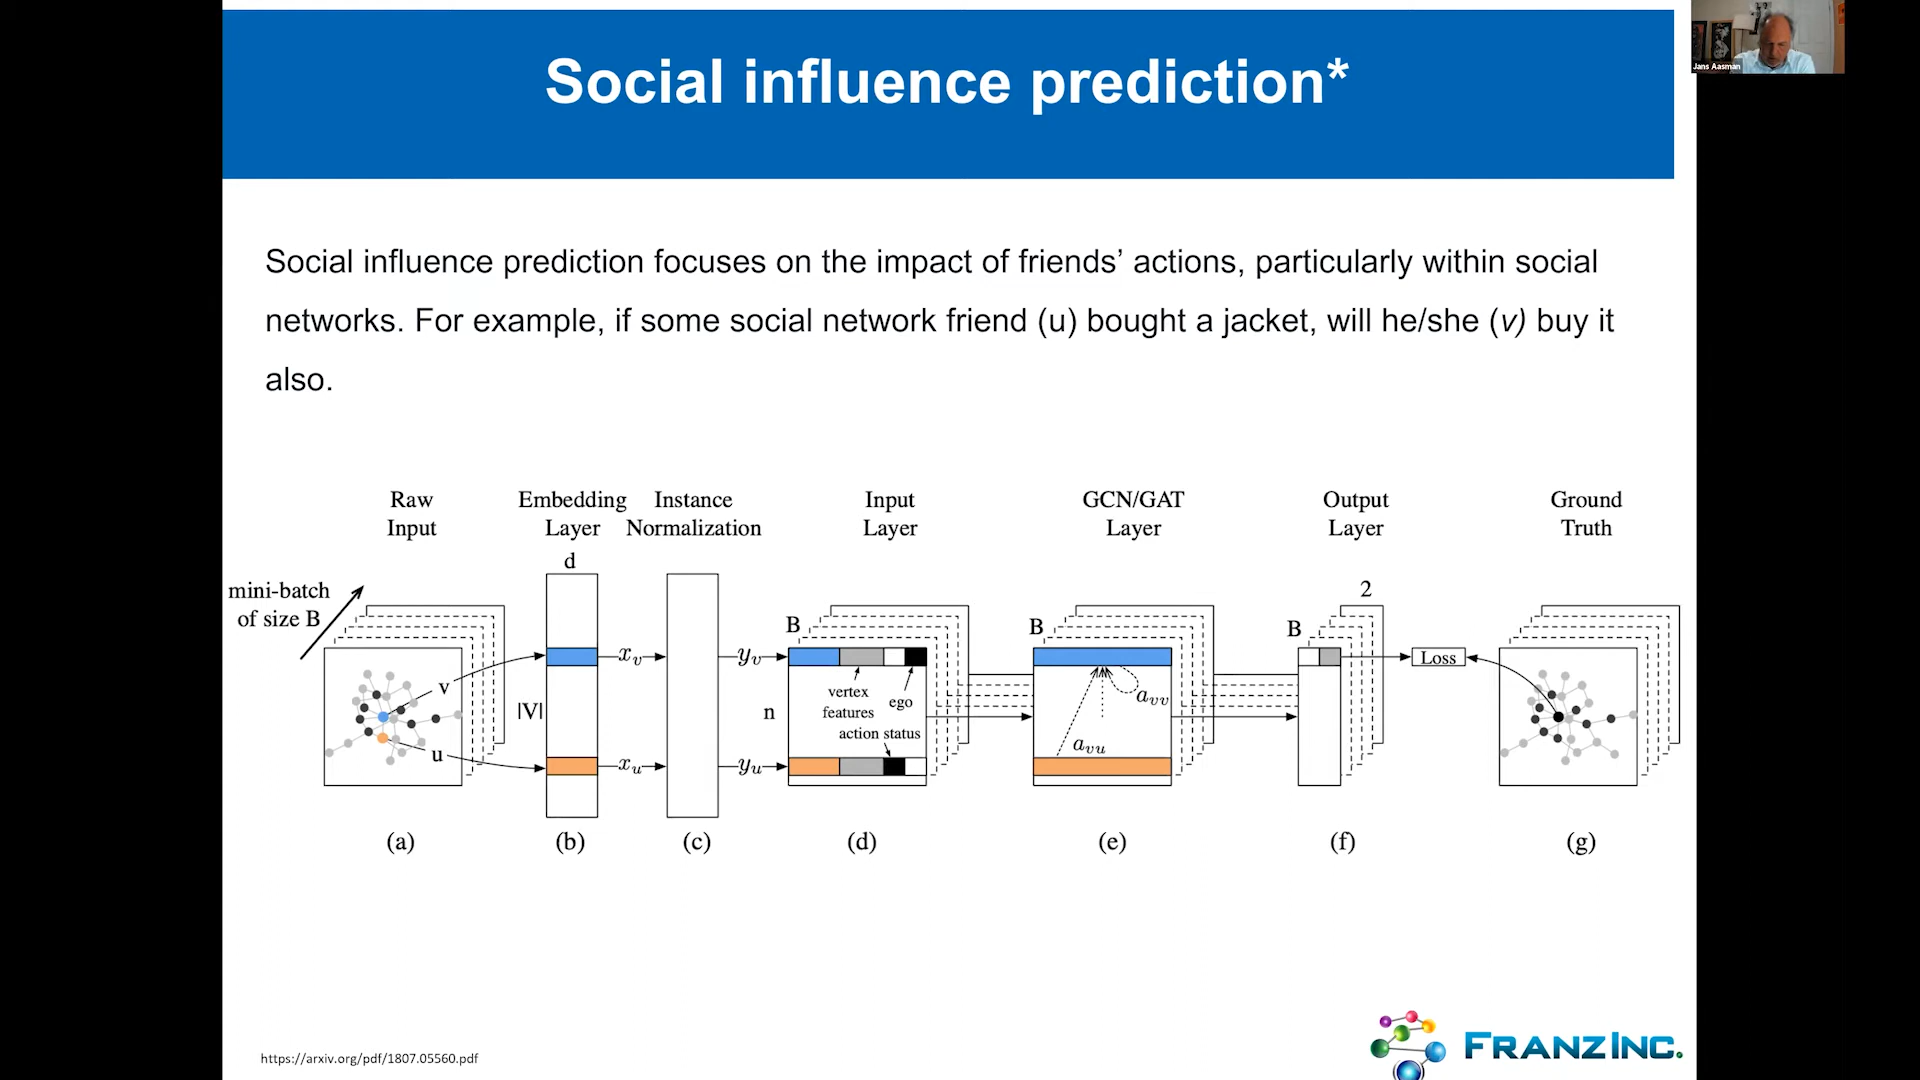 Social influence prediction*
Jans Aasman
Social influence prediction focuses on the impact of friends’ actions, particularly within social
networks. For example, if some social network friend (u) bought a jacket, will he/she (v) buy it
also.
Raw
Input
Embedding
Layer
Instance
Normalization
Input
Layer
GCN/GAT
Layer
Output
Layer
Ground
Truth
mini-batch
of size B
v
u
d
|V|
x_v
x_u
y_v
y_u
B
n
vertex
features
ego
action status
B
a_vv
a_vu
2
B
Loss
(a)
(b)
(c)
(d)
(e)
(f)
(g)
https://arxiv.org/pdf/1807.05560.pdf
FRANZ INC.